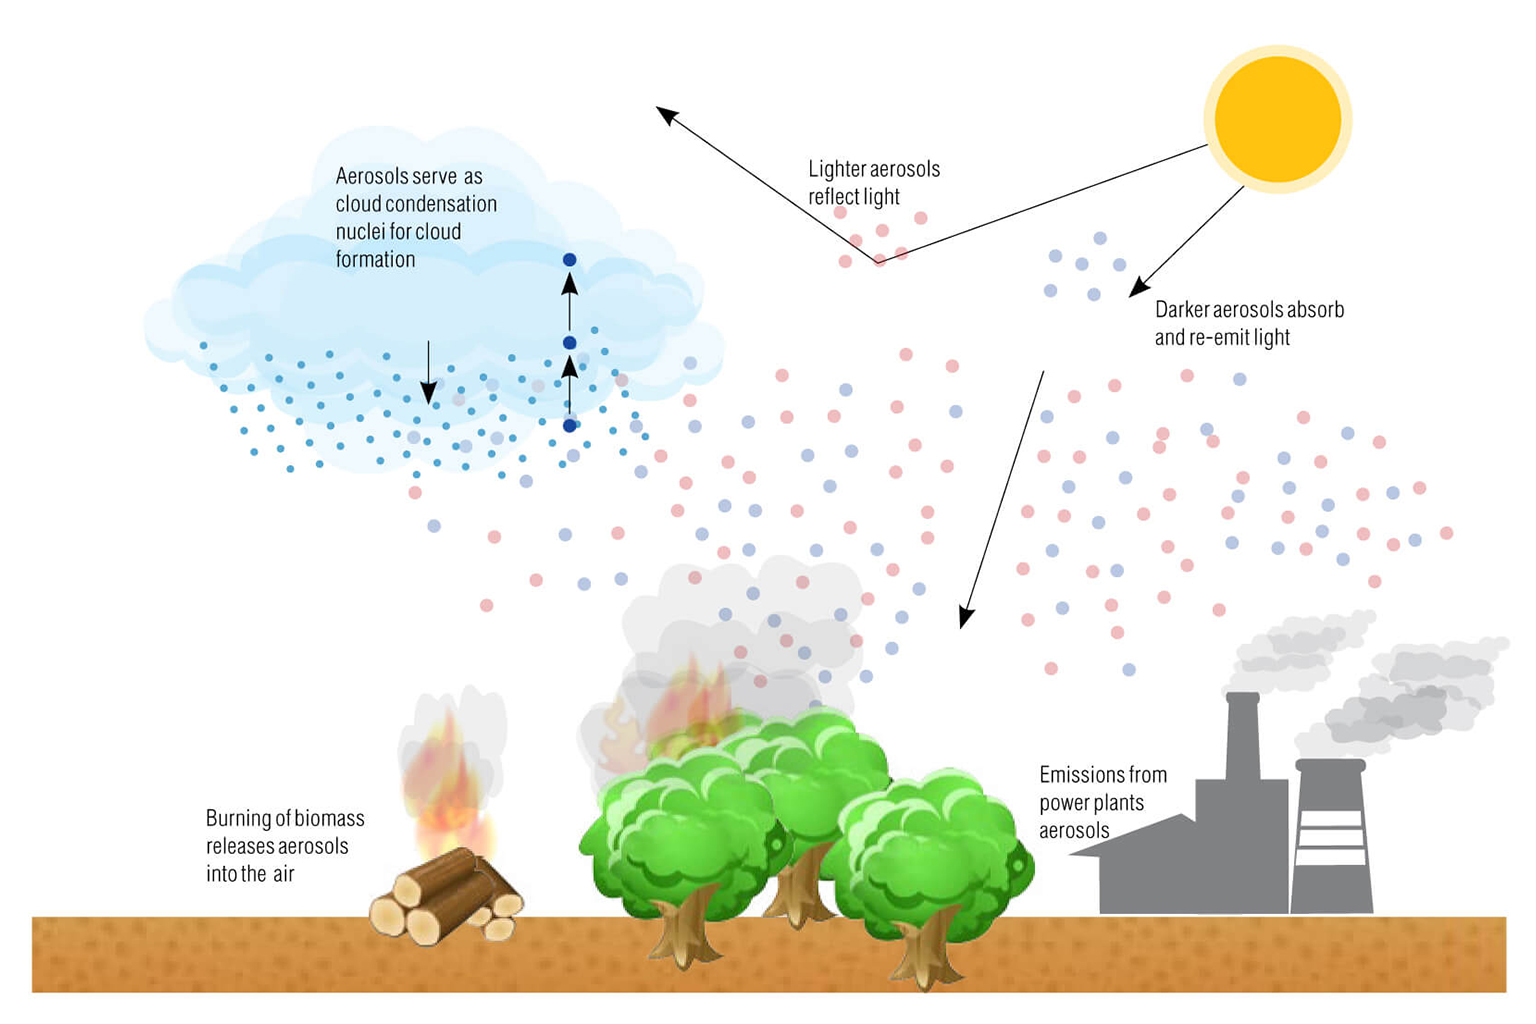 Aerosols serve as
cloud condensation
nuclei for cloud
formation
Lighter aerosols
reflect light
Darker aerosols absorb
and re-emit light
Burning of biomass
releases aerosols
into the air
Emissions from
power plants
aerosols